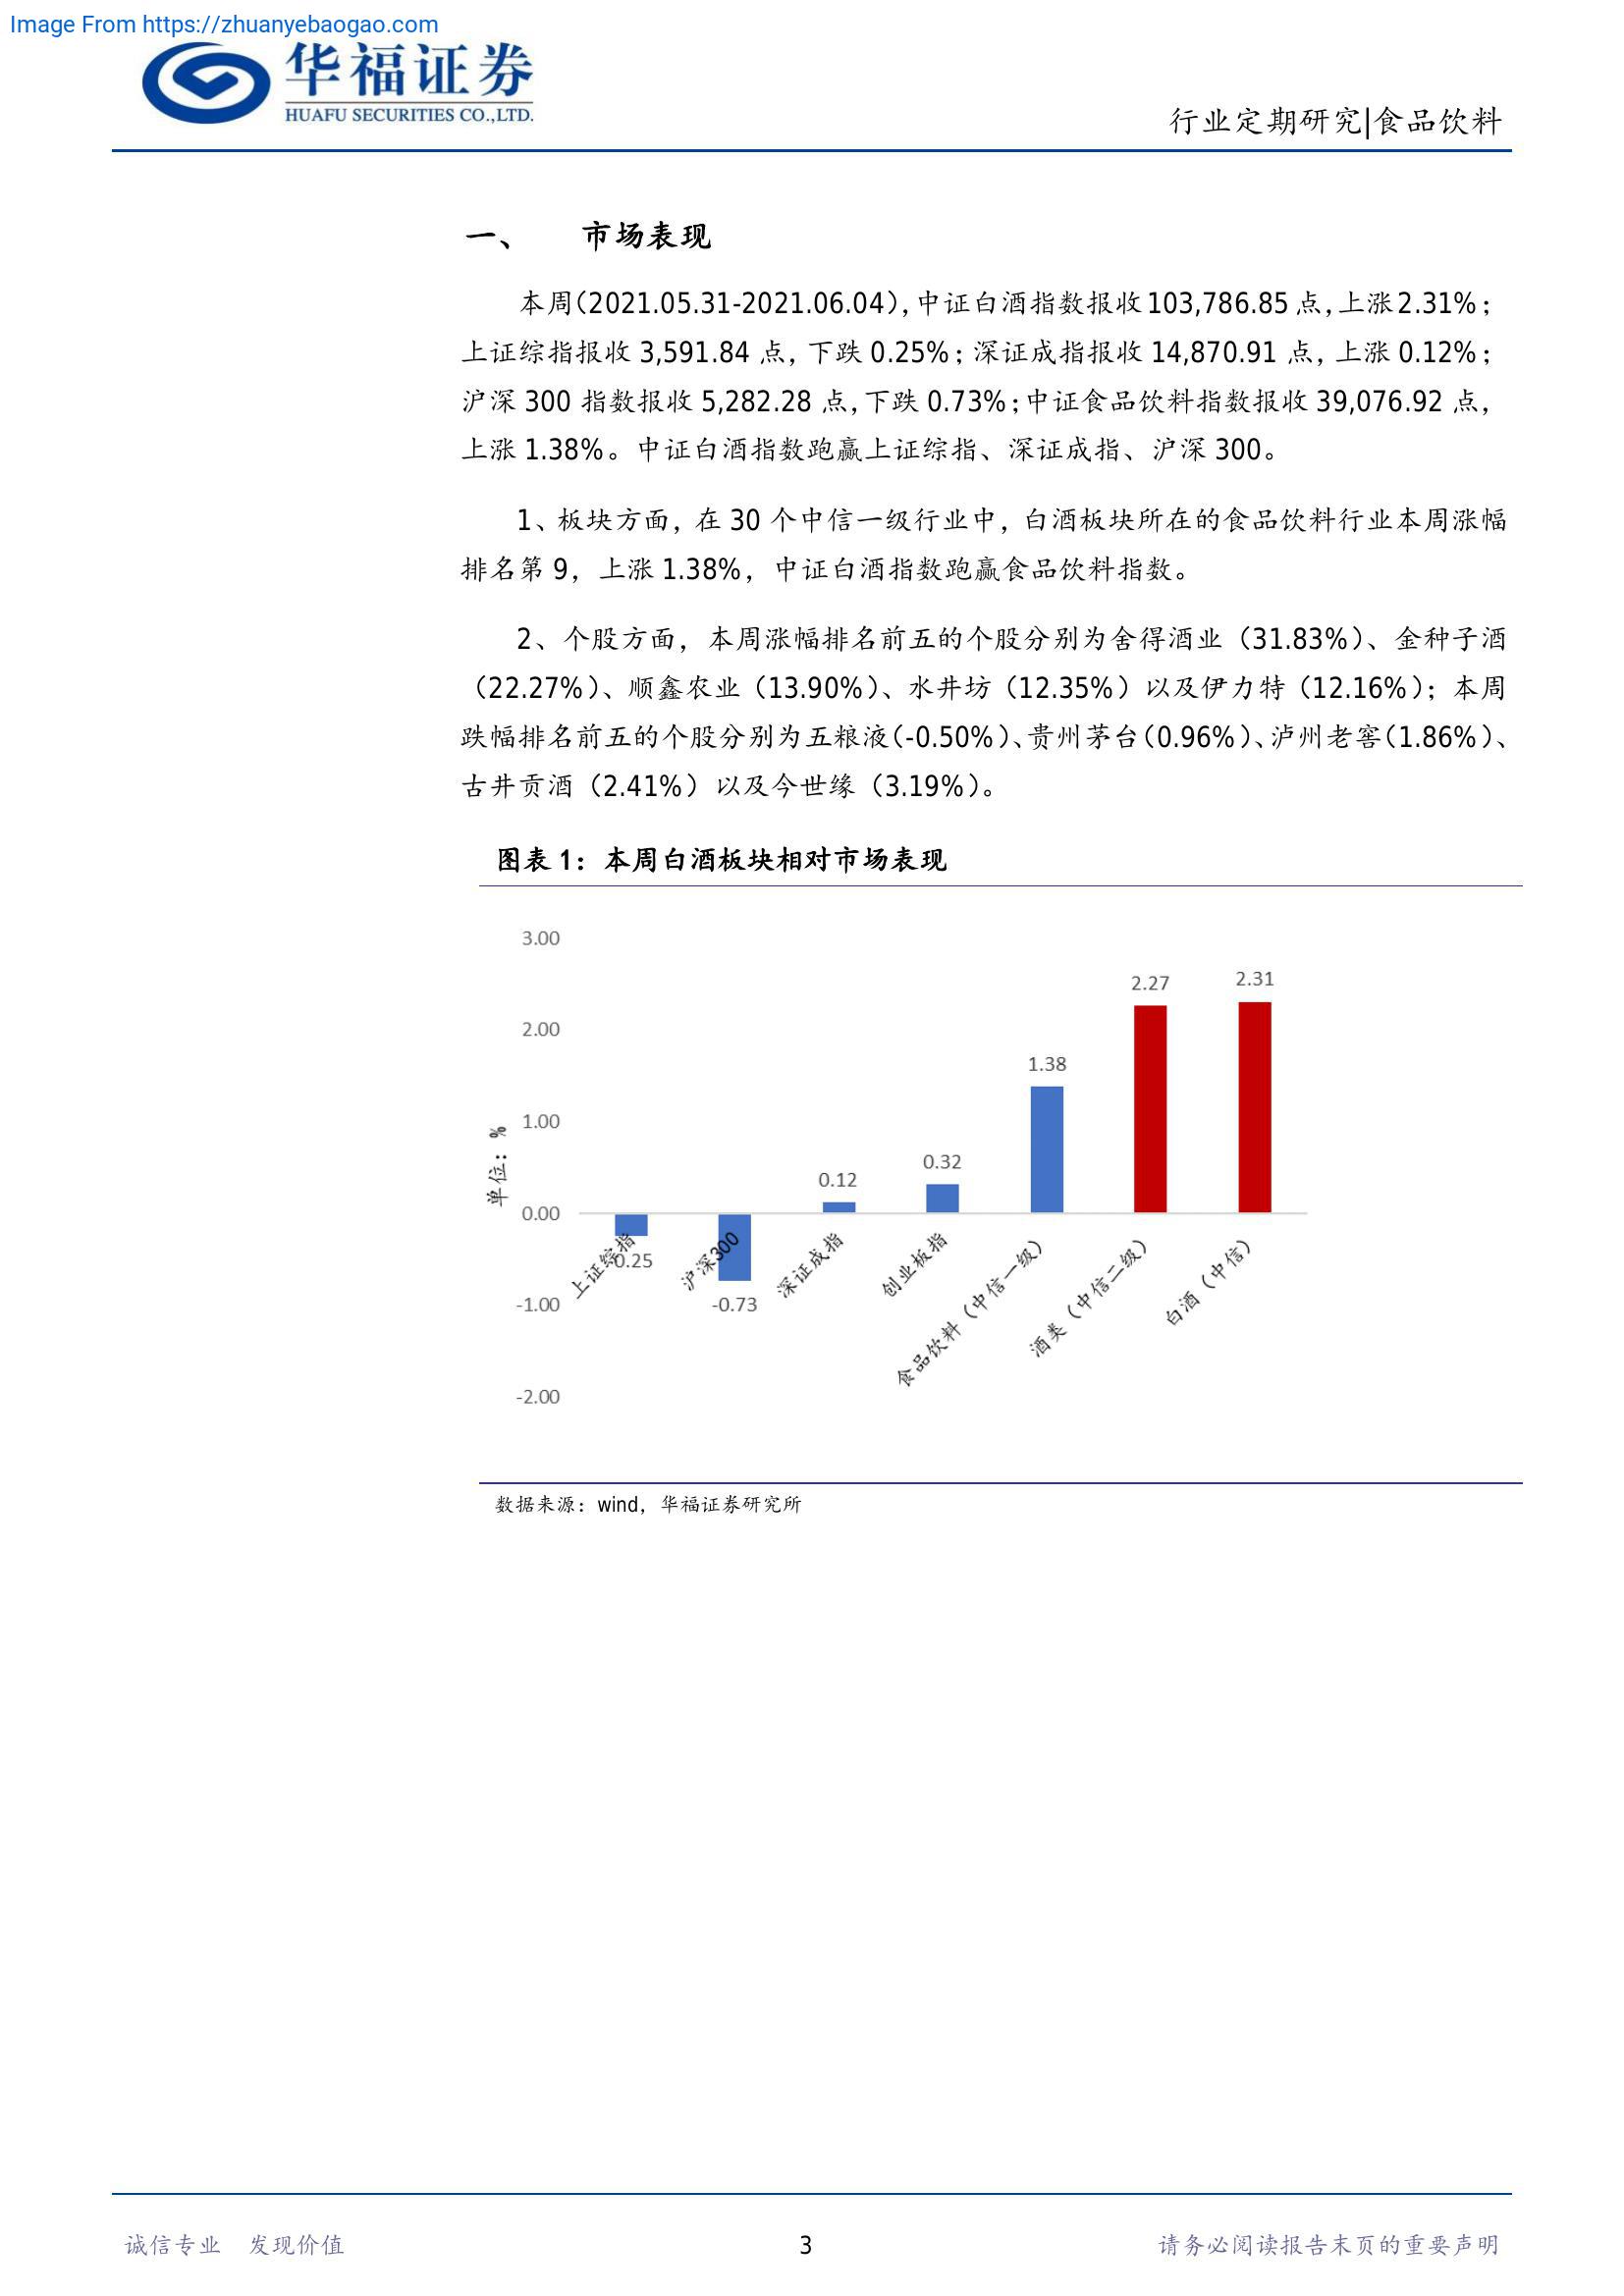 Image From https://zhuanyebaogao.com
华福证券
HUAFU SECURITIES CO.,LTD.
行业定期研究|食品饮料
一、 市场表现
本周(2021.05.31-2021.06.04),中证白酒指数报收103,786.85点,上涨2.31%;
上证综指报收 3,591.84 点, 下跌 0.25%; 深证成指报收 14,870.91 点, 上涨 0.12%;
沪深 300 指数报收 5,282.28 点,下跌 0.73%;中证食品饮料指数报收 39,076.92 点,
上涨 1.38%。中证白酒指数跑赢上证综指、深证成指、沪深 300。
1、板块方面,在 30 个中信一级行业中,白酒板块所在的食品饮料行业本周涨幅
排名第 9, 上涨 1.38%, 中证白酒指数跑赢食品饮料指数。
2、个股方面,本周涨幅排名前五的个股分别为舍得酒业(31.83%)、金种子酒
(22.27%)、顺鑫农业(13.90%)、水井坊(12.35%)以及伊力特(12.16%);本周
跌幅排名前五的个股分别为五粮液(-0.50%)、贵州茅台(0.96%)、泸州老窖(1.86%)、
古井贡酒(2.41%)以及今世缘(3.19%)。
图表 1:本周白酒板块相对市场表现
3.00
2.00
1.00
0.00
-1.00
-2.00
单位:%
-0.25
-0.73
0.12
0.32
1.38
2.27
2.31
上证综指
沪深300
深证成指
创业板指
食品饮料(中信一级)
酒类(中信二级)
白酒(中信)
数据来源:wind,华福证券研究所
诚信专业 发现价值
3
请务必阅读报告末页的重要声明